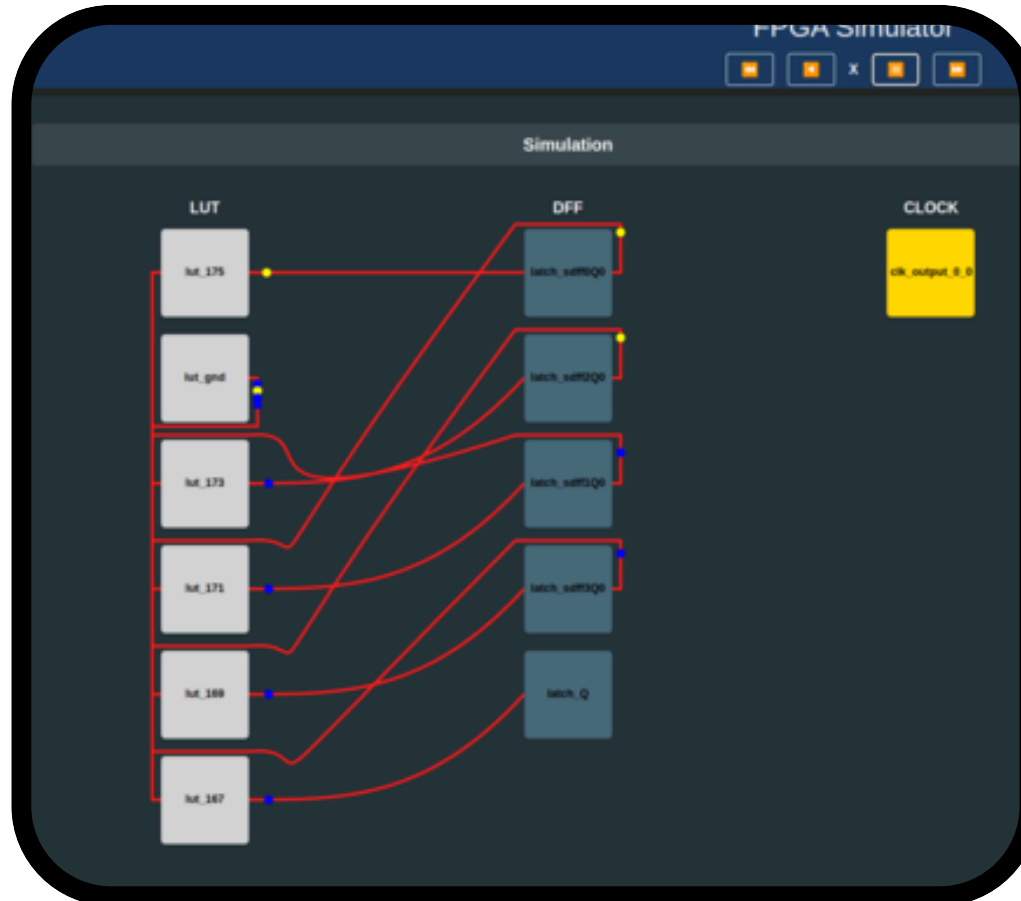 FPGA Simulator
X
Simulation
LUT
DFF
CLOCK
lut_175
latch_sdff0Q0
clk_output_0_0
lut_gnd
latch_sdff2Q0
lut_173
latch_sdff1Q0
lut_171
latch_sdff3Q0
lut_169
latch_Q
lut_167